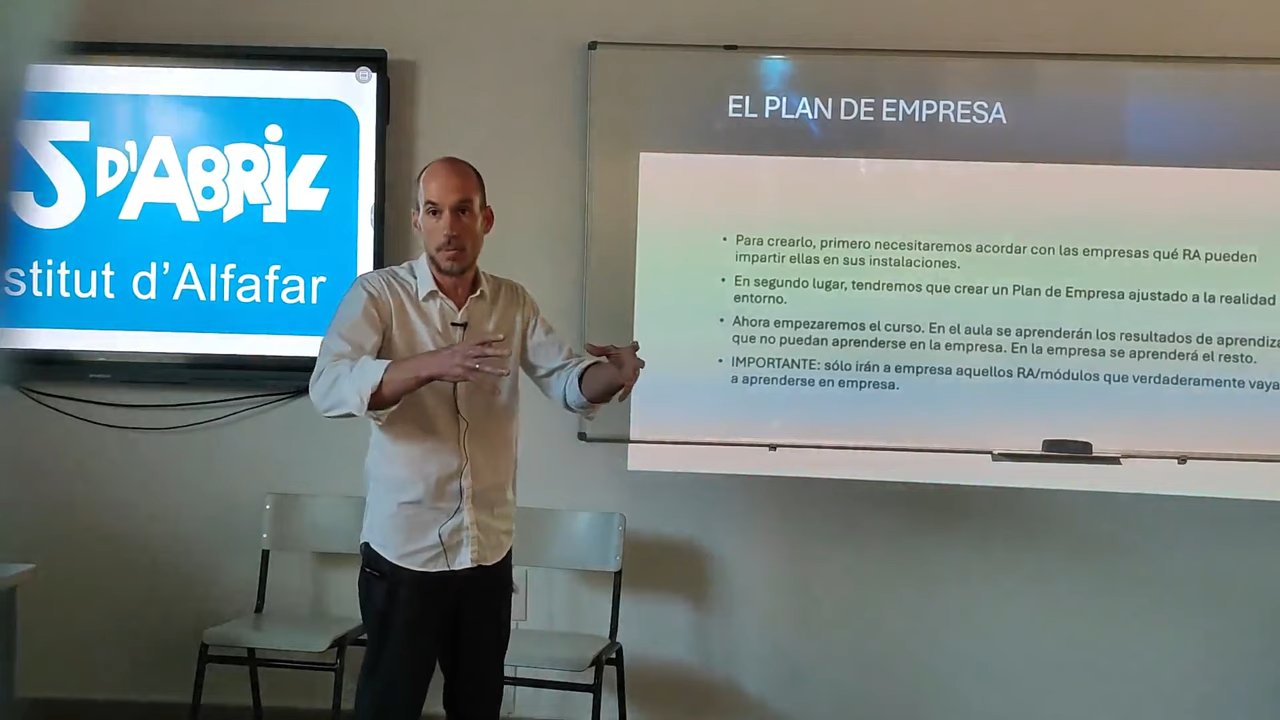 5 D'ABRIL
stitut d'Alfafar
EL PLAN DE EMPRESA
• Para crearlo, primero necesitaremos acordar con las empresas qué RA pueden
impartir ellas en sus instalaciones.
• En segundo lugar, tendremos que crear un Plan de Empresa ajustado a la realidad
entorno.
• Ahora empezaremos el curso. En el aula se aprenderán los resultados de aprendiza
que no puedan aprenderse en la empresa. En la empresa se aprenderá el resto.
• IMPORTANTE: sólo irán a empresa aquellos RA/módulos que verdaderamente vaya
a aprenderse en empresa.